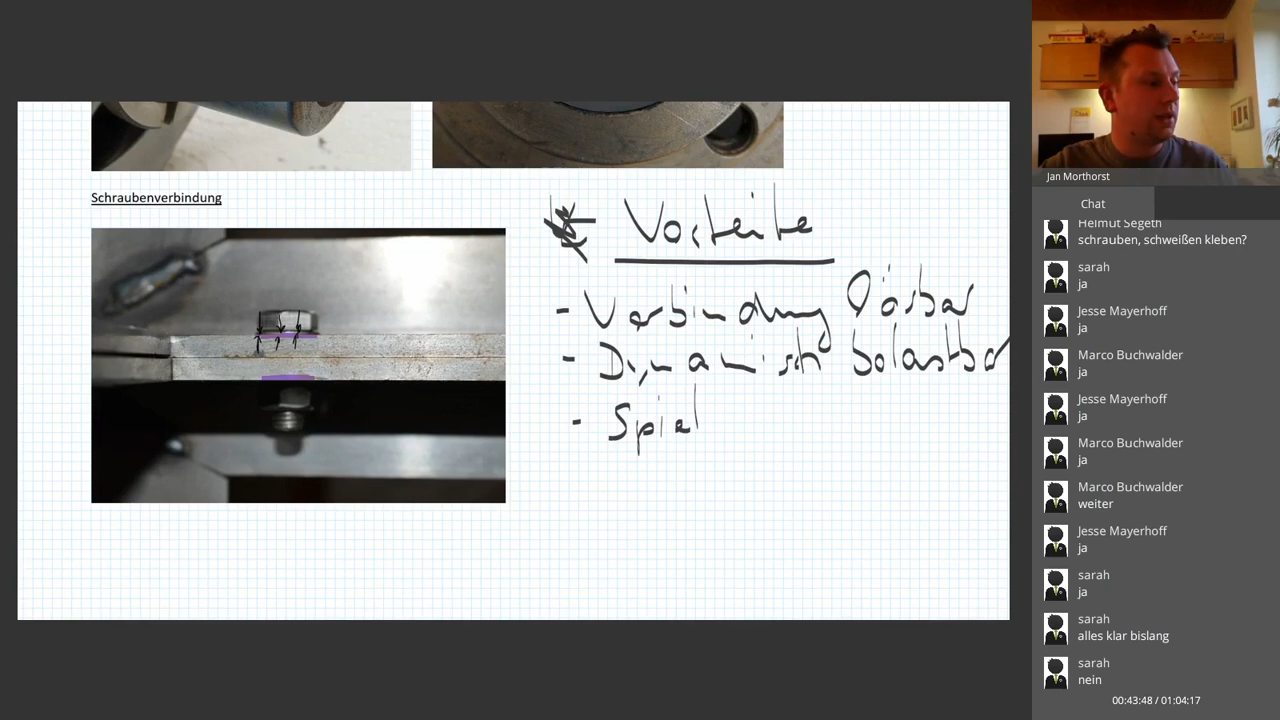 Schraubenverbindung
Vorteile
- Verbindung lösbar
- Dynamisch belastbar
- Spiel
Jan Morthorst
Chat
Helmut Segeth
schrauben, schweißen kleben?
sarah
ja
Jesse Mayerhoff
ja
Marco Buchwalder
ja
Jesse Mayerhoff
ja
Marco Buchwalder
ja
Marco Buchwalder
weiter
Jesse Mayerhoff
ja
sarah
ja
sarah
alles klar bislang
sarah
nein
00:43:48 / 01:04:17